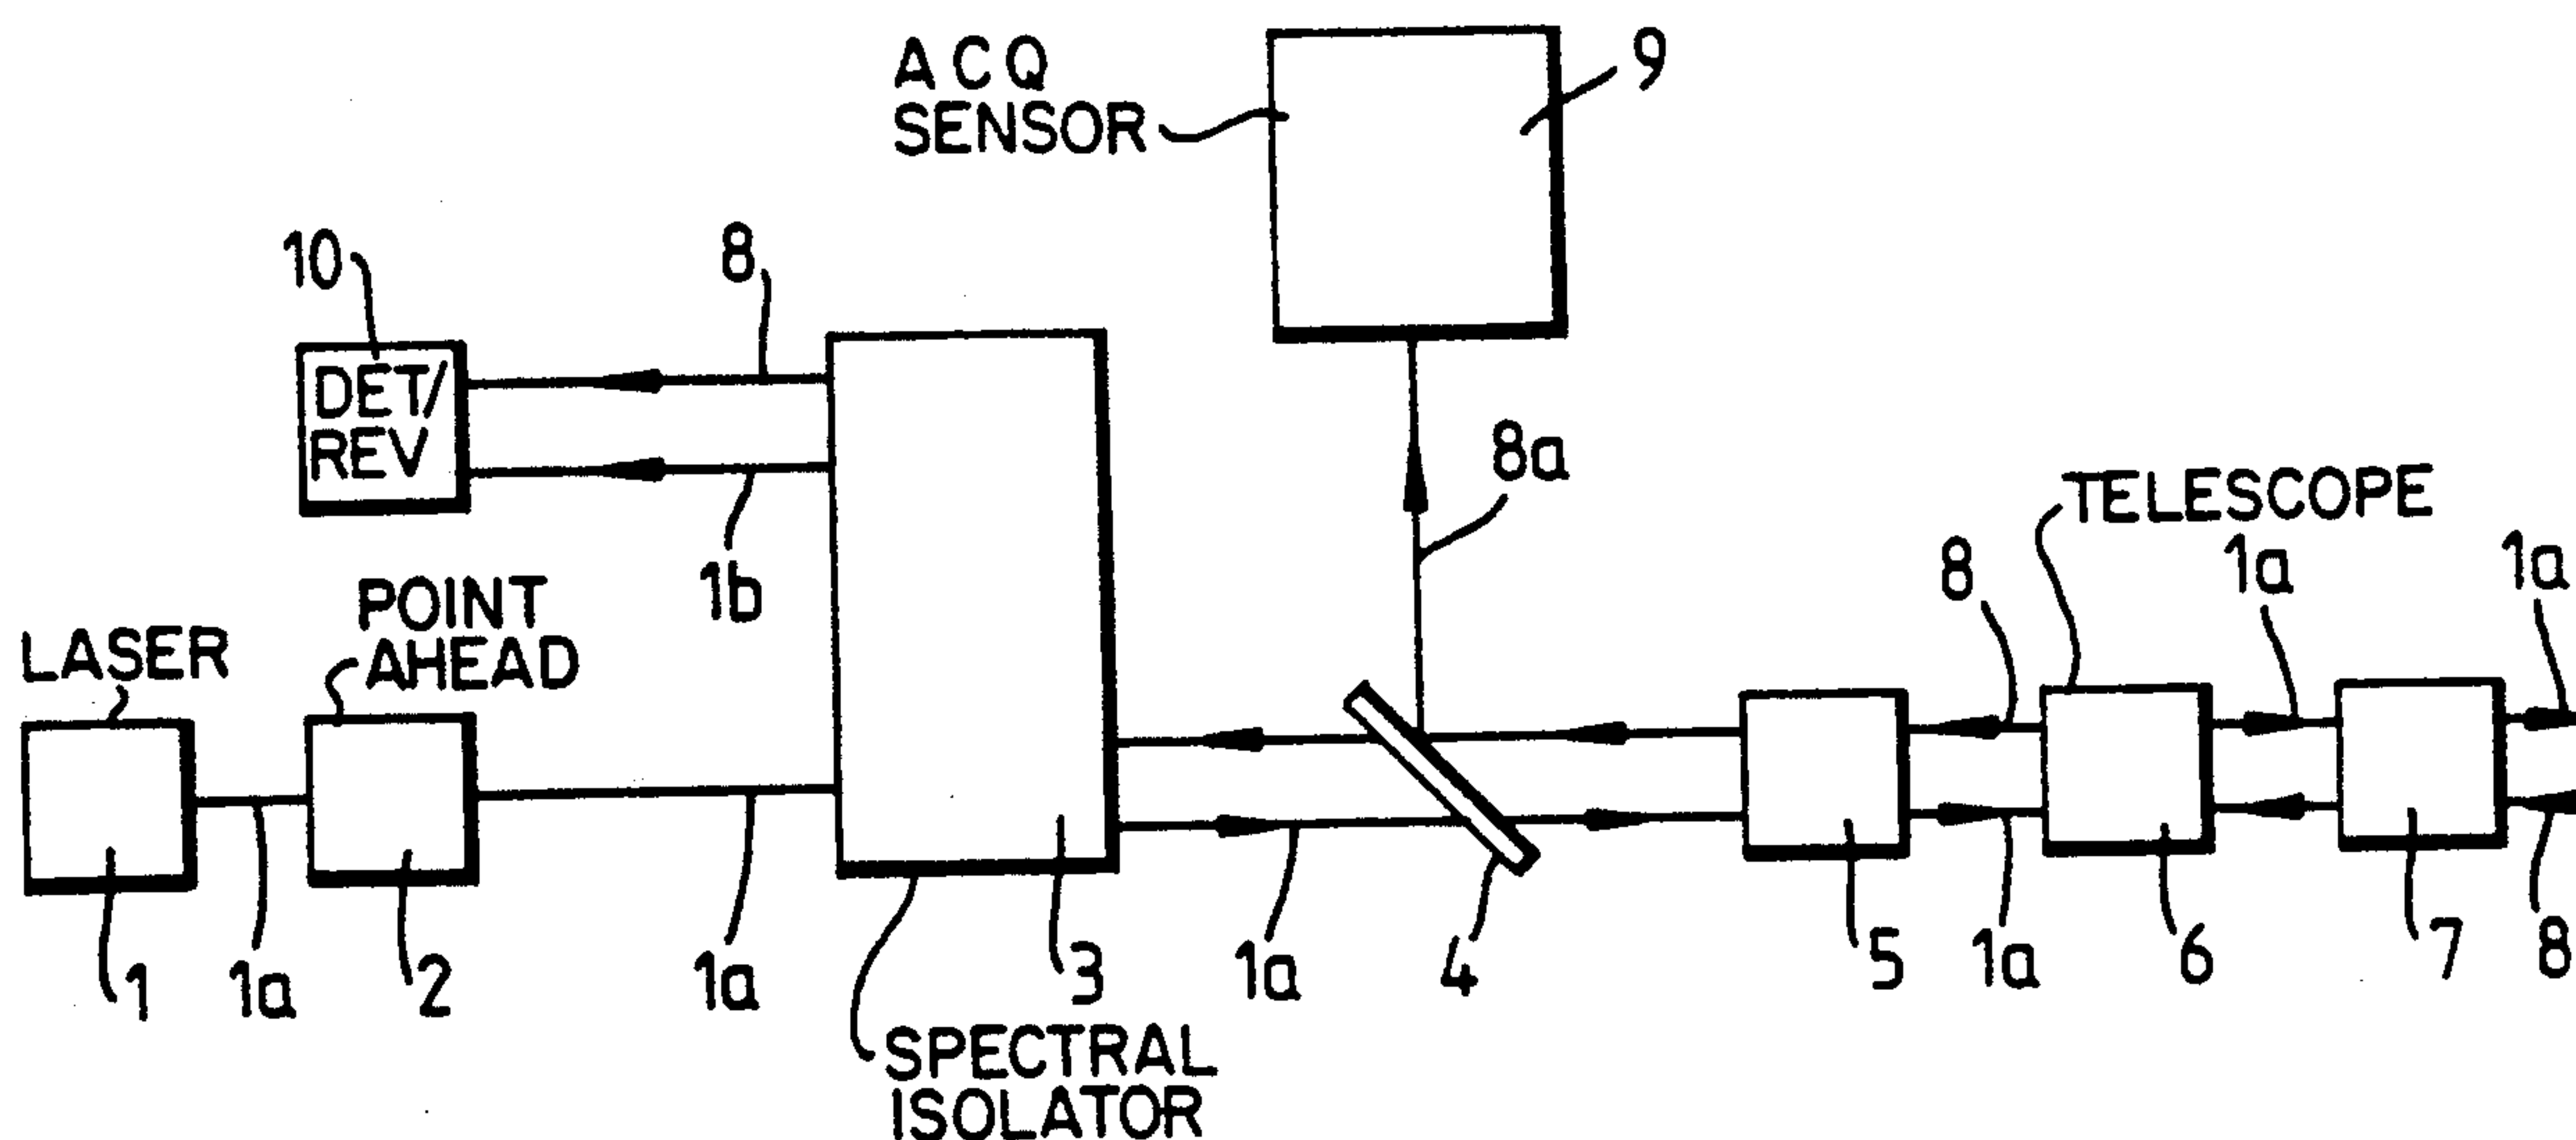 ACQ
SENSOR
9
10
8
DET/
REV
1b
8a
TELESCOPE
8
1a
1a
POINT
AHEAD
LASER
1
1a
2
1a
3
1a
4
5
1a
6
7
8
SPECTRAL
ISOLATOR